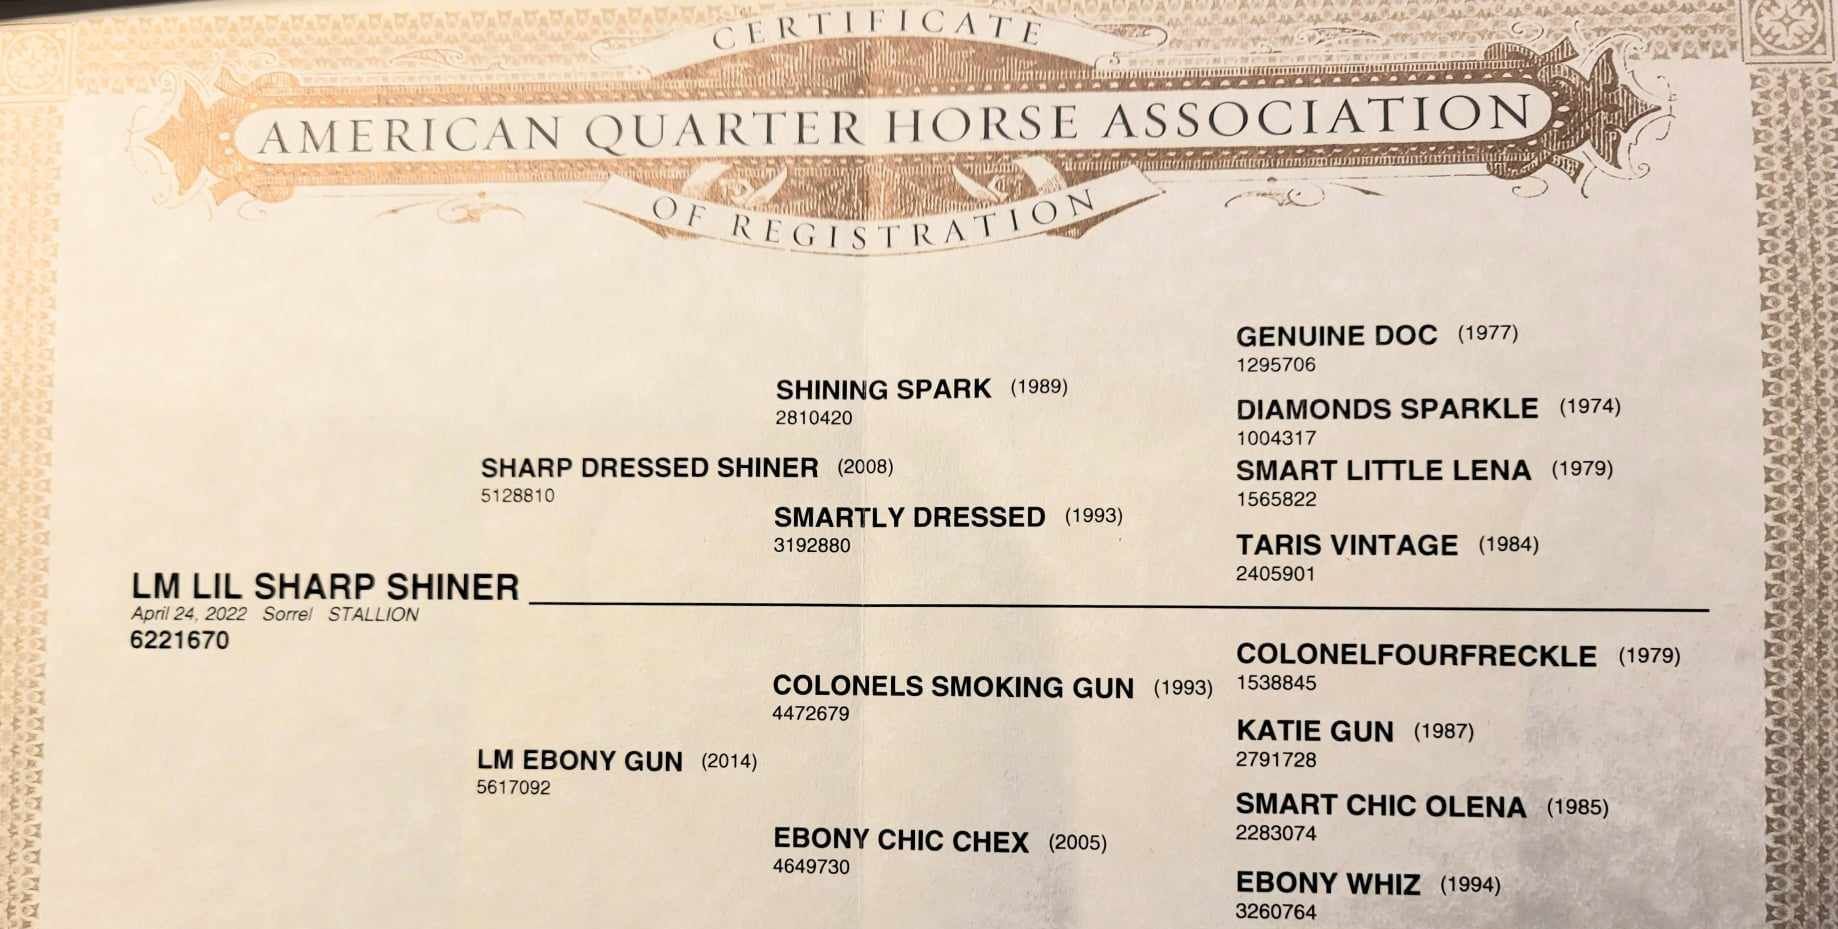 CERTIFICATE
AMERICAN QUARTER HORSE ASSOCIATION
OF REGISTRATION
GENUINE DOC (1977)
1295706
SHINING SPARK (1989)
2810420
DIAMONDS SPARKLE (1974)
1004317
SHARP DRESSED SHINER (2008)
5128810
SMART LITTLE LENA (1979)
1565822
SMARTLY DRESSED (1993)
3192880
TARIS VINTAGE (1984)
2405901
LM LIL SHARP SHINER
April 24, 2022 Sorrel STALLION
6221670
COLONELFOURFRECKLE (1979)
1538845
COLONELS SMOKING GUN (1993)
4472679
KATIE GUN (1987)
2791728
LM EBONY GUN (2014)
5617092
SMART CHIC OLENA (1985)
2283074
EBONY CHIC CHEX (2005)
4649730
EBONY WHIZ (1994)
3260764